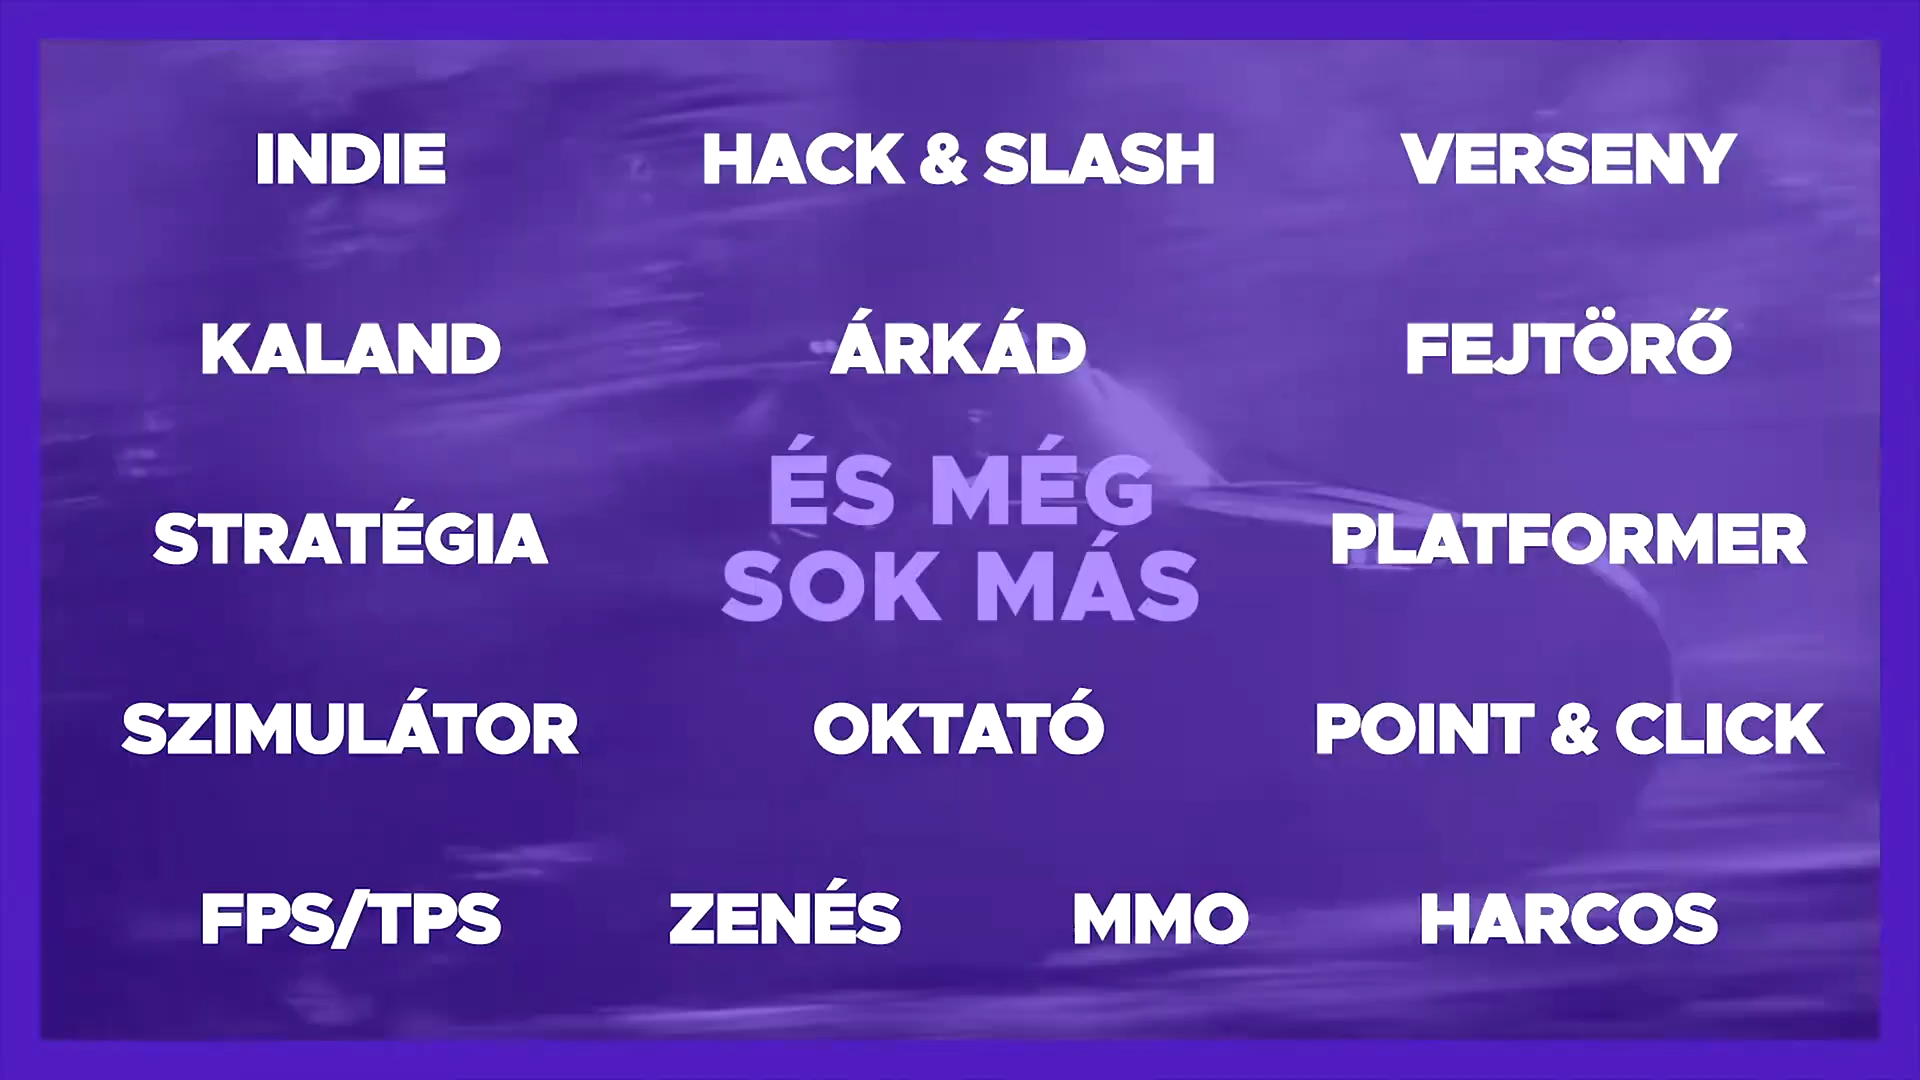 INDIE
HACK & SLASH
VERSENY
KALAND
ÁRKÁD
FEJTÖRŐ
ÉS MÉG
SOK MÁS
STRATÉGIA
PLATFORMER
SZIMULÁTOR
OKTATÓ
POINT & CLICK
FPS/TPS
ZENÉS
MMO
HARCOS